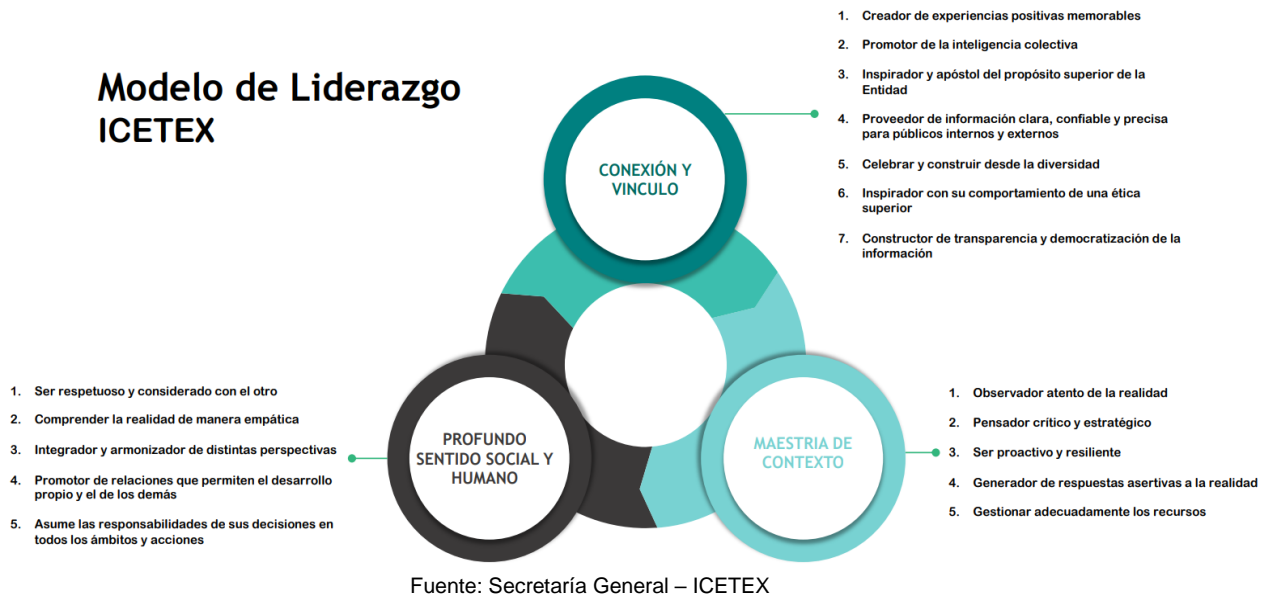 Modelo de Liderazgo
ICETEX
1. Creador de experiencias positivas memorables
2. Promotor de la inteligencia colectiva
3. Inspirador y apóstol del propósito superior de la
Entidad
4. Proveedor de información clara, confiable y precisa
para públicos internos y externos
5. Celebrar y construir desde la diversidad
6. Inspirador con su comportamiento de una ética
superior
7. Constructor de transparencia y democratización de la
información
CONEXIÓN Y
VINCULO
1. Ser respetuoso y considerado con el otro
2. Comprender la realidad de manera empática
3. Integrador y armonizador de distintas perspectivas
4. Promotor de relaciones que permiten el desarrollo
propio y el de los demás
5. Asume las responsabilidades de sus decisiones en
todos los ámbitos y acciones
PROFUNDO
SENTIDO SOCIAL Y
HUMANO
MAESTRIA DE
CONTEXTO
1. Observador atento de la realidad
2. Pensador crítico y estratégico
3. Ser proactivo y resiliente
4. Generador de respuestas asertivas a la realidad
5. Gestionar adecuadamente los recursos
Fuente: Secretaría General – ICETEX